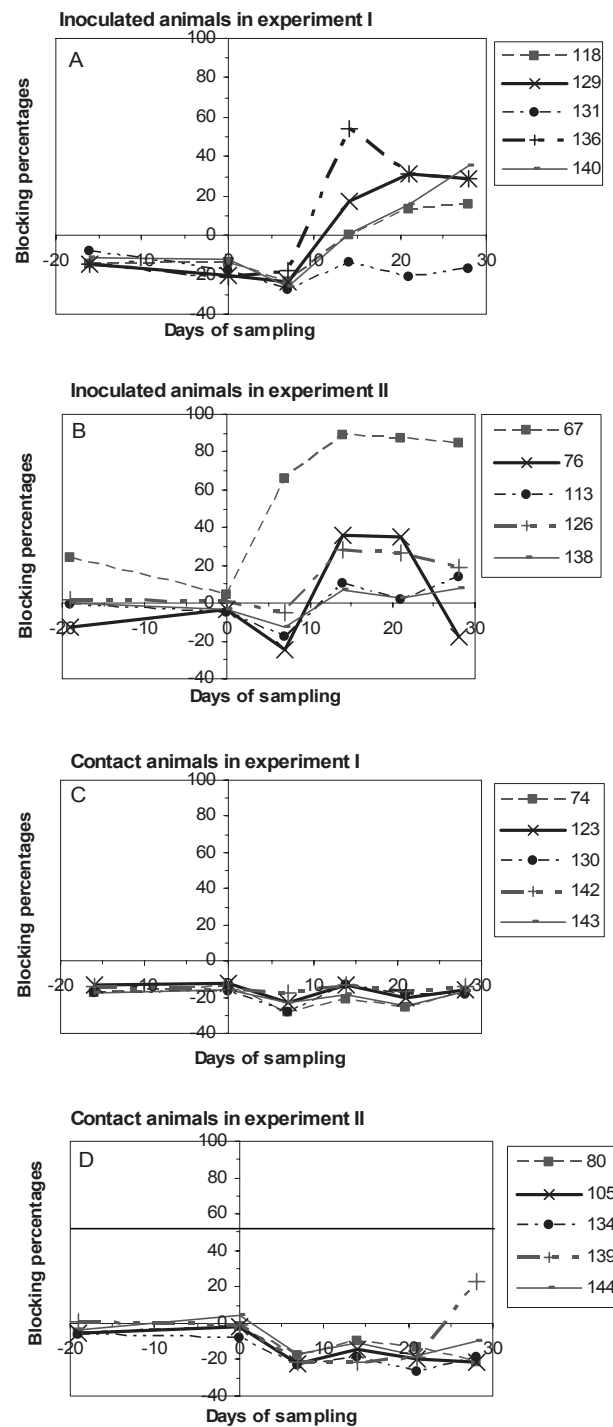 Inoculated animals in experiment I
A
Blocking percentages
100
80
60
40
20
0
-20
-40
-20 -10 0 10 20 30
Days of sampling
118
129
131
136
140
Inoculated animals in experiment II
B
Blocking percentages
100
80
60
40
20
0
-20
-40
-20 -10 0 10 20 30
Days of sampling
67
76
113
126
138
Contact animals in experiment I
C
Blocking percentages
100
80
60
40
20
0
-20
-40
-20 -10 0 10 20 30
Days of sampling
74
123
130
142
143
Contact animals in experiment II
D
Blocking percentages
100
80
60
40
20
0
-20
-40
-20 -10 0 10 20 30
Days of sampling
80
105
134
139
144